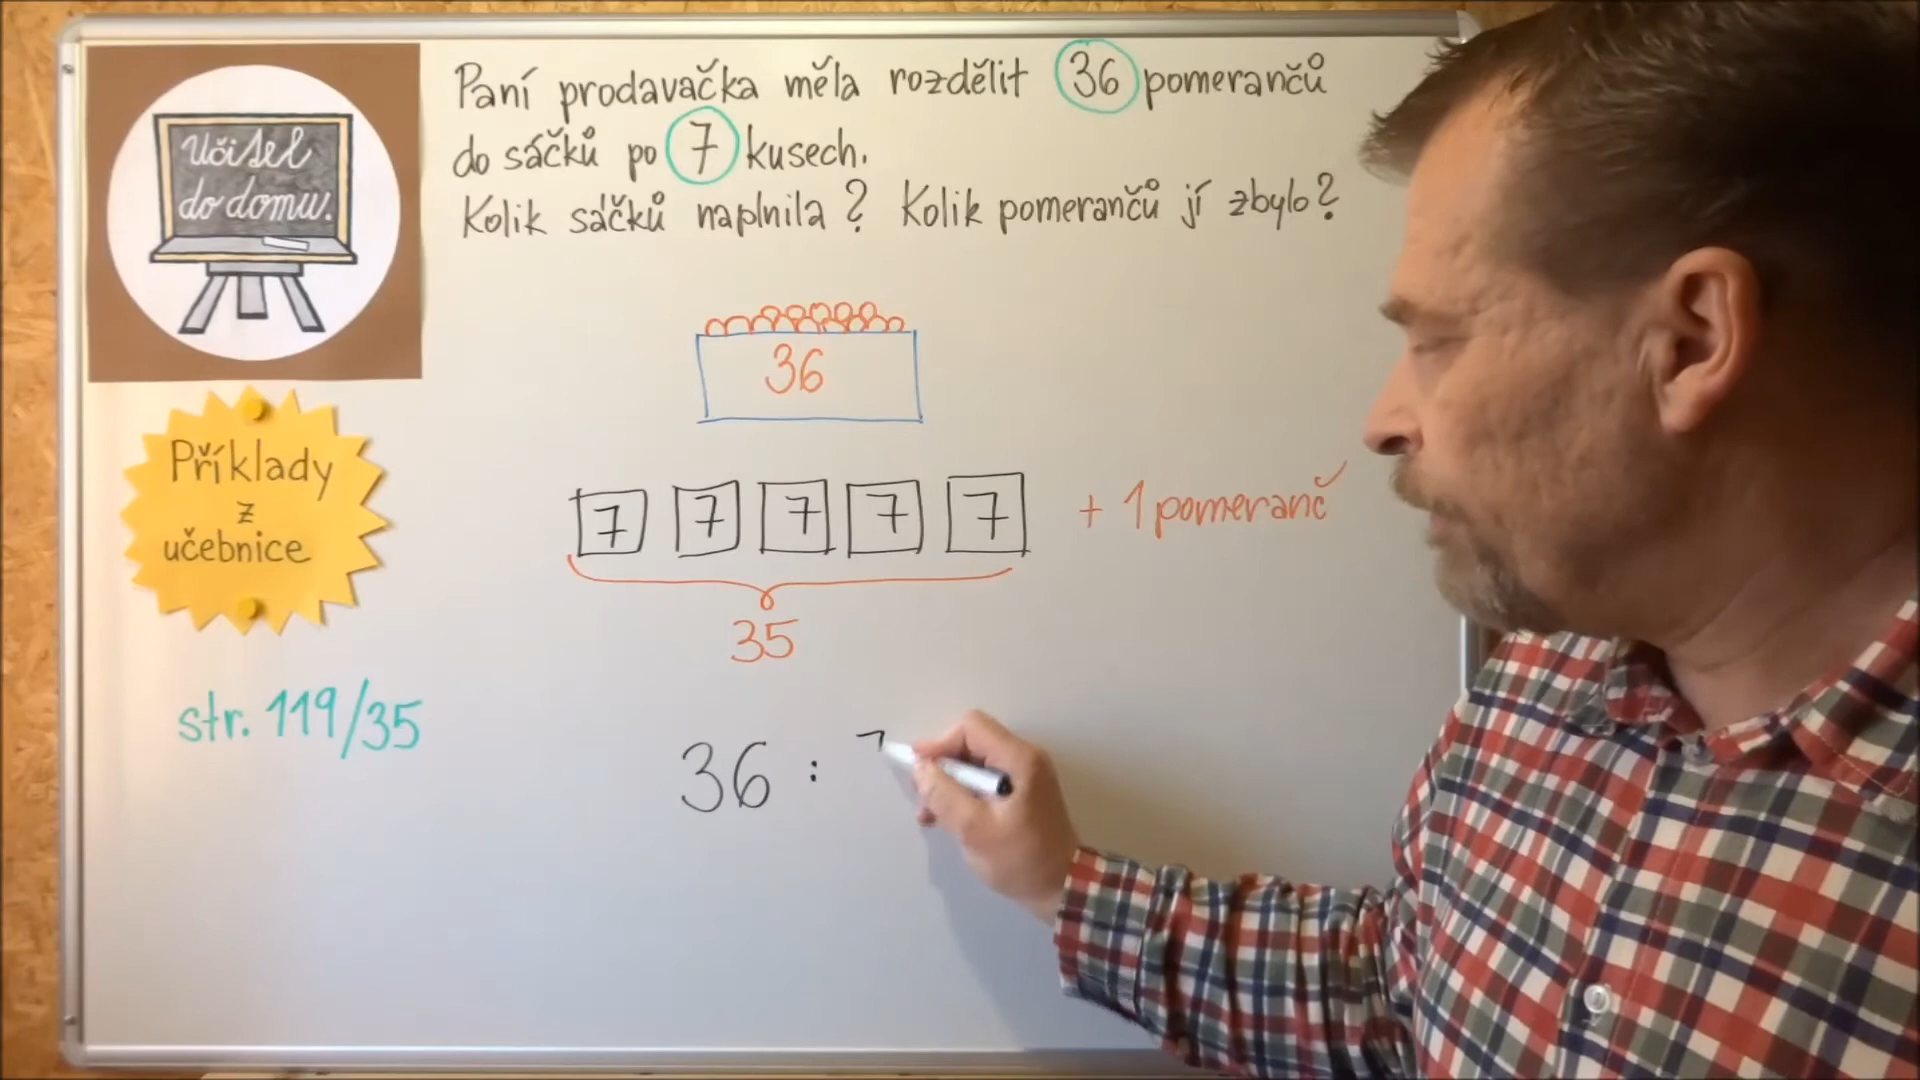 Učitel
do domu.
Paní prodavačka měla rozdělit 36 pomerančů
do sáčků po 7 kusech.
Kolik sáčků naplnila? Kolik pomerančů jí zbylo?
36
Příklady
z
učebnice
7 7 7 7 7 + 1 pomeranč
35
str. 119/35
36 : 7